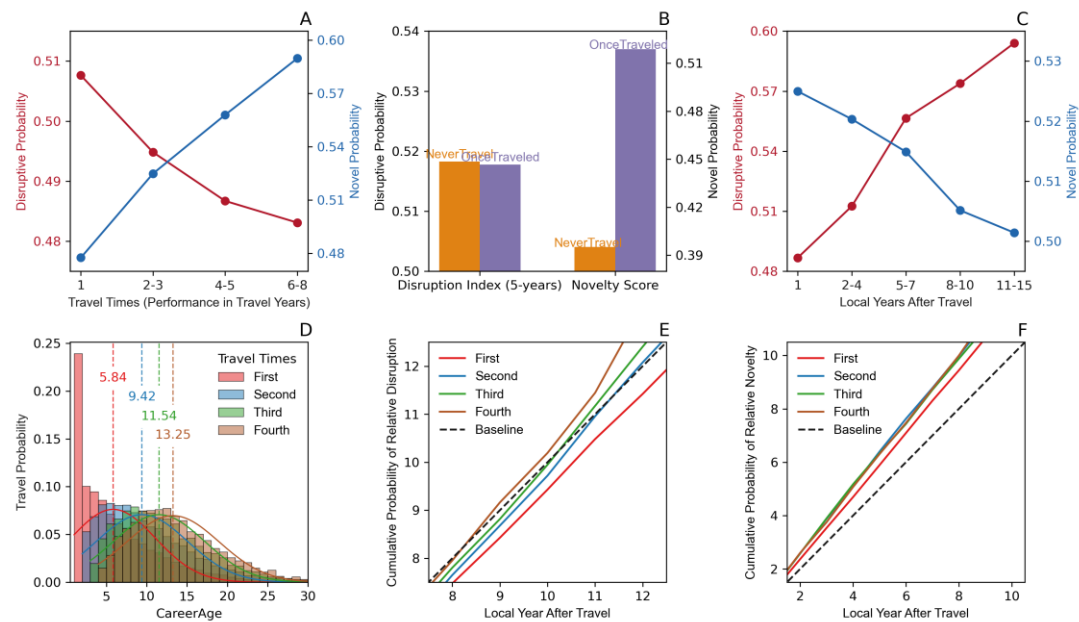 A
Disruptive Probability
0.51
0.50
0.49
0.48
0.60
0.57
0.54
0.51
0.48
Novel Probability
1
2-3
4-5
6-8
Travel Times (Performance in Travel Years)
B
Disruptive Probability
0.54
0.53
0.52
0.51
0.50
NeverTravel
OnceTraveled
NeverTravel
OnceTraveled
0.51
0.48
0.45
0.42
0.39
Novel Probability
Disruption Index (5-years)
Novelty Score
C
Disruptive Probability
0.60
0.57
0.54
0.51
0.48
0.53
0.52
0.51
0.50
Novel Probability
1
2-4
5-7
8-10
11-15
Local Years After Travel
D
Travel Probability
0.25
0.20
0.15
0.10
0.05
0.00
5.84
9.42
11.54
13.25
Travel Times
First
Second
Third
Fourth
5
10
15
20
25
30
CareerAge
E
Cumulative Probability of Relative Disruption
12
11
10
9
8
First
Second
Third
Fourth
Baseline
8
9
10
11
12
Local Year After Travel
F
Cumulative Probability of Relative Novelty
10
8
6
4
2
First
Second
Third
Fourth
Baseline
2
4
6
8
10
Local Year After Travel